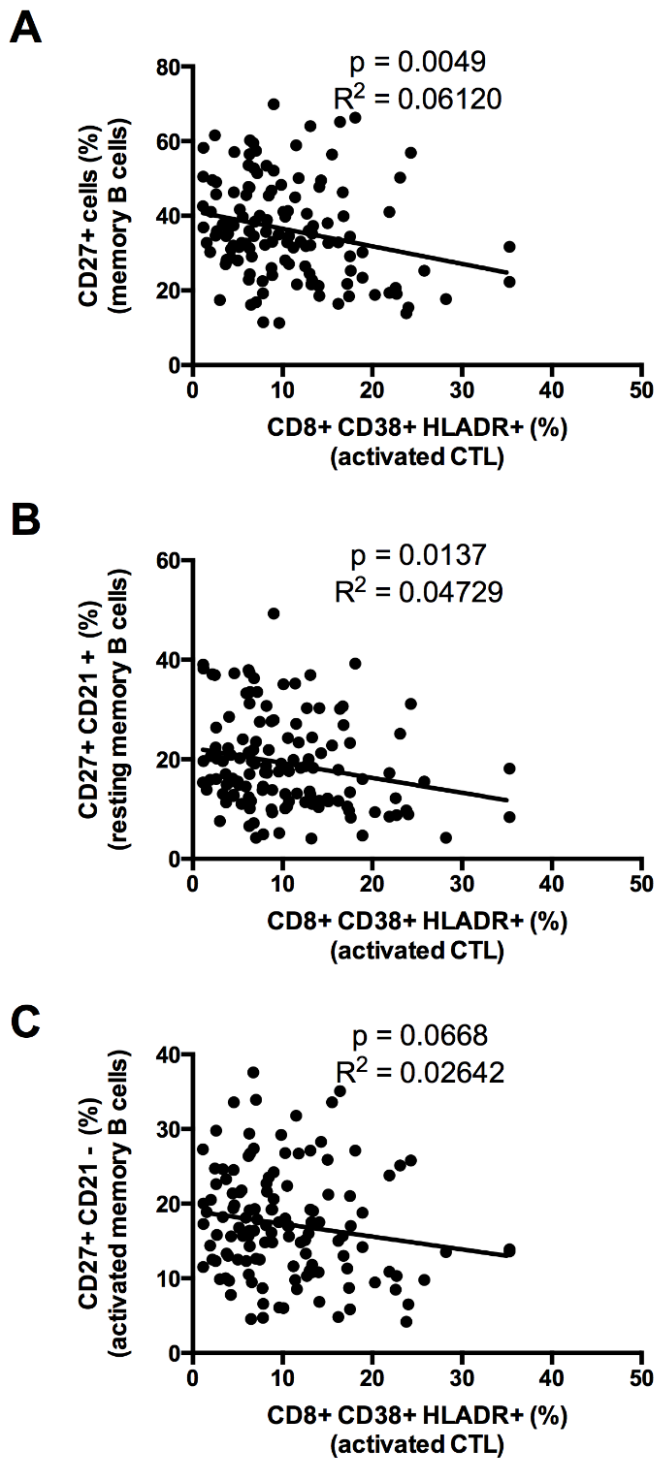 A
p = 0.0049
R² = 0.06120
CD27+ cells (%)
(memory B cells)
80
60
40
20
0
0 10 20 30 40 50
CD8+ CD38+ HLADR+ (%)
(activated CTL)
B
p = 0.0137
R² = 0.04729
CD27+ CD21 + (%)
(resting memory B cells)
60
40
20
0
0 10 20 30 40 50
CD8+ CD38+ HLADR+ (%)
(activated CTL)
C
p = 0.0668
R² = 0.02642
CD27+ CD21 - (%)
(activated memory B cells)
40
30
20
10
0
0 10 20 30 40 50
CD8+ CD38+ HLADR+ (%)
(activated CTL)